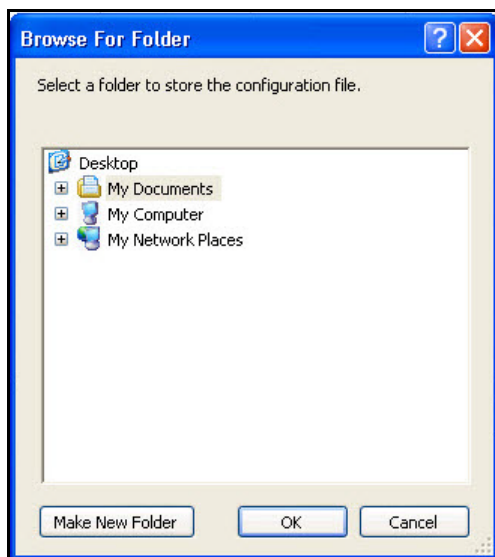 Browse For Folder
Select a folder to store the configuration file.
Desktop
My Documents
My Computer
My Network Places
Make New Folder OK Cancel